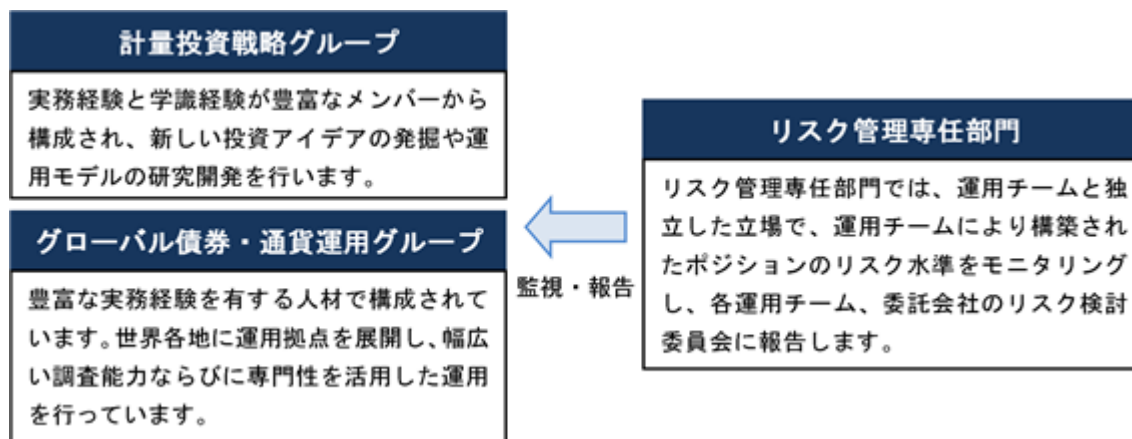 計量投資戦略グループ
実務経験と学識経験が豊富なメンバーから
構成され、新しい投資アイデアの発掘や運
用モデルの研究開発を行います。
グローバル債券・通貨運用グループ
豊富な実務経験を有する人材で構成されて
います。世界各地に運用拠点を展開し、幅広
い調査能力ならびに専門性を活用した運用
を行っています。
監視・報告
リスク管理専任部門
リスク管理専任部門では、運用チームと独
立した立場で、運用チームにより構築され
たポジションのリスク水準をモニタリング
し、各運用チーム、委託会社のリスク検討
委員会に報告します。